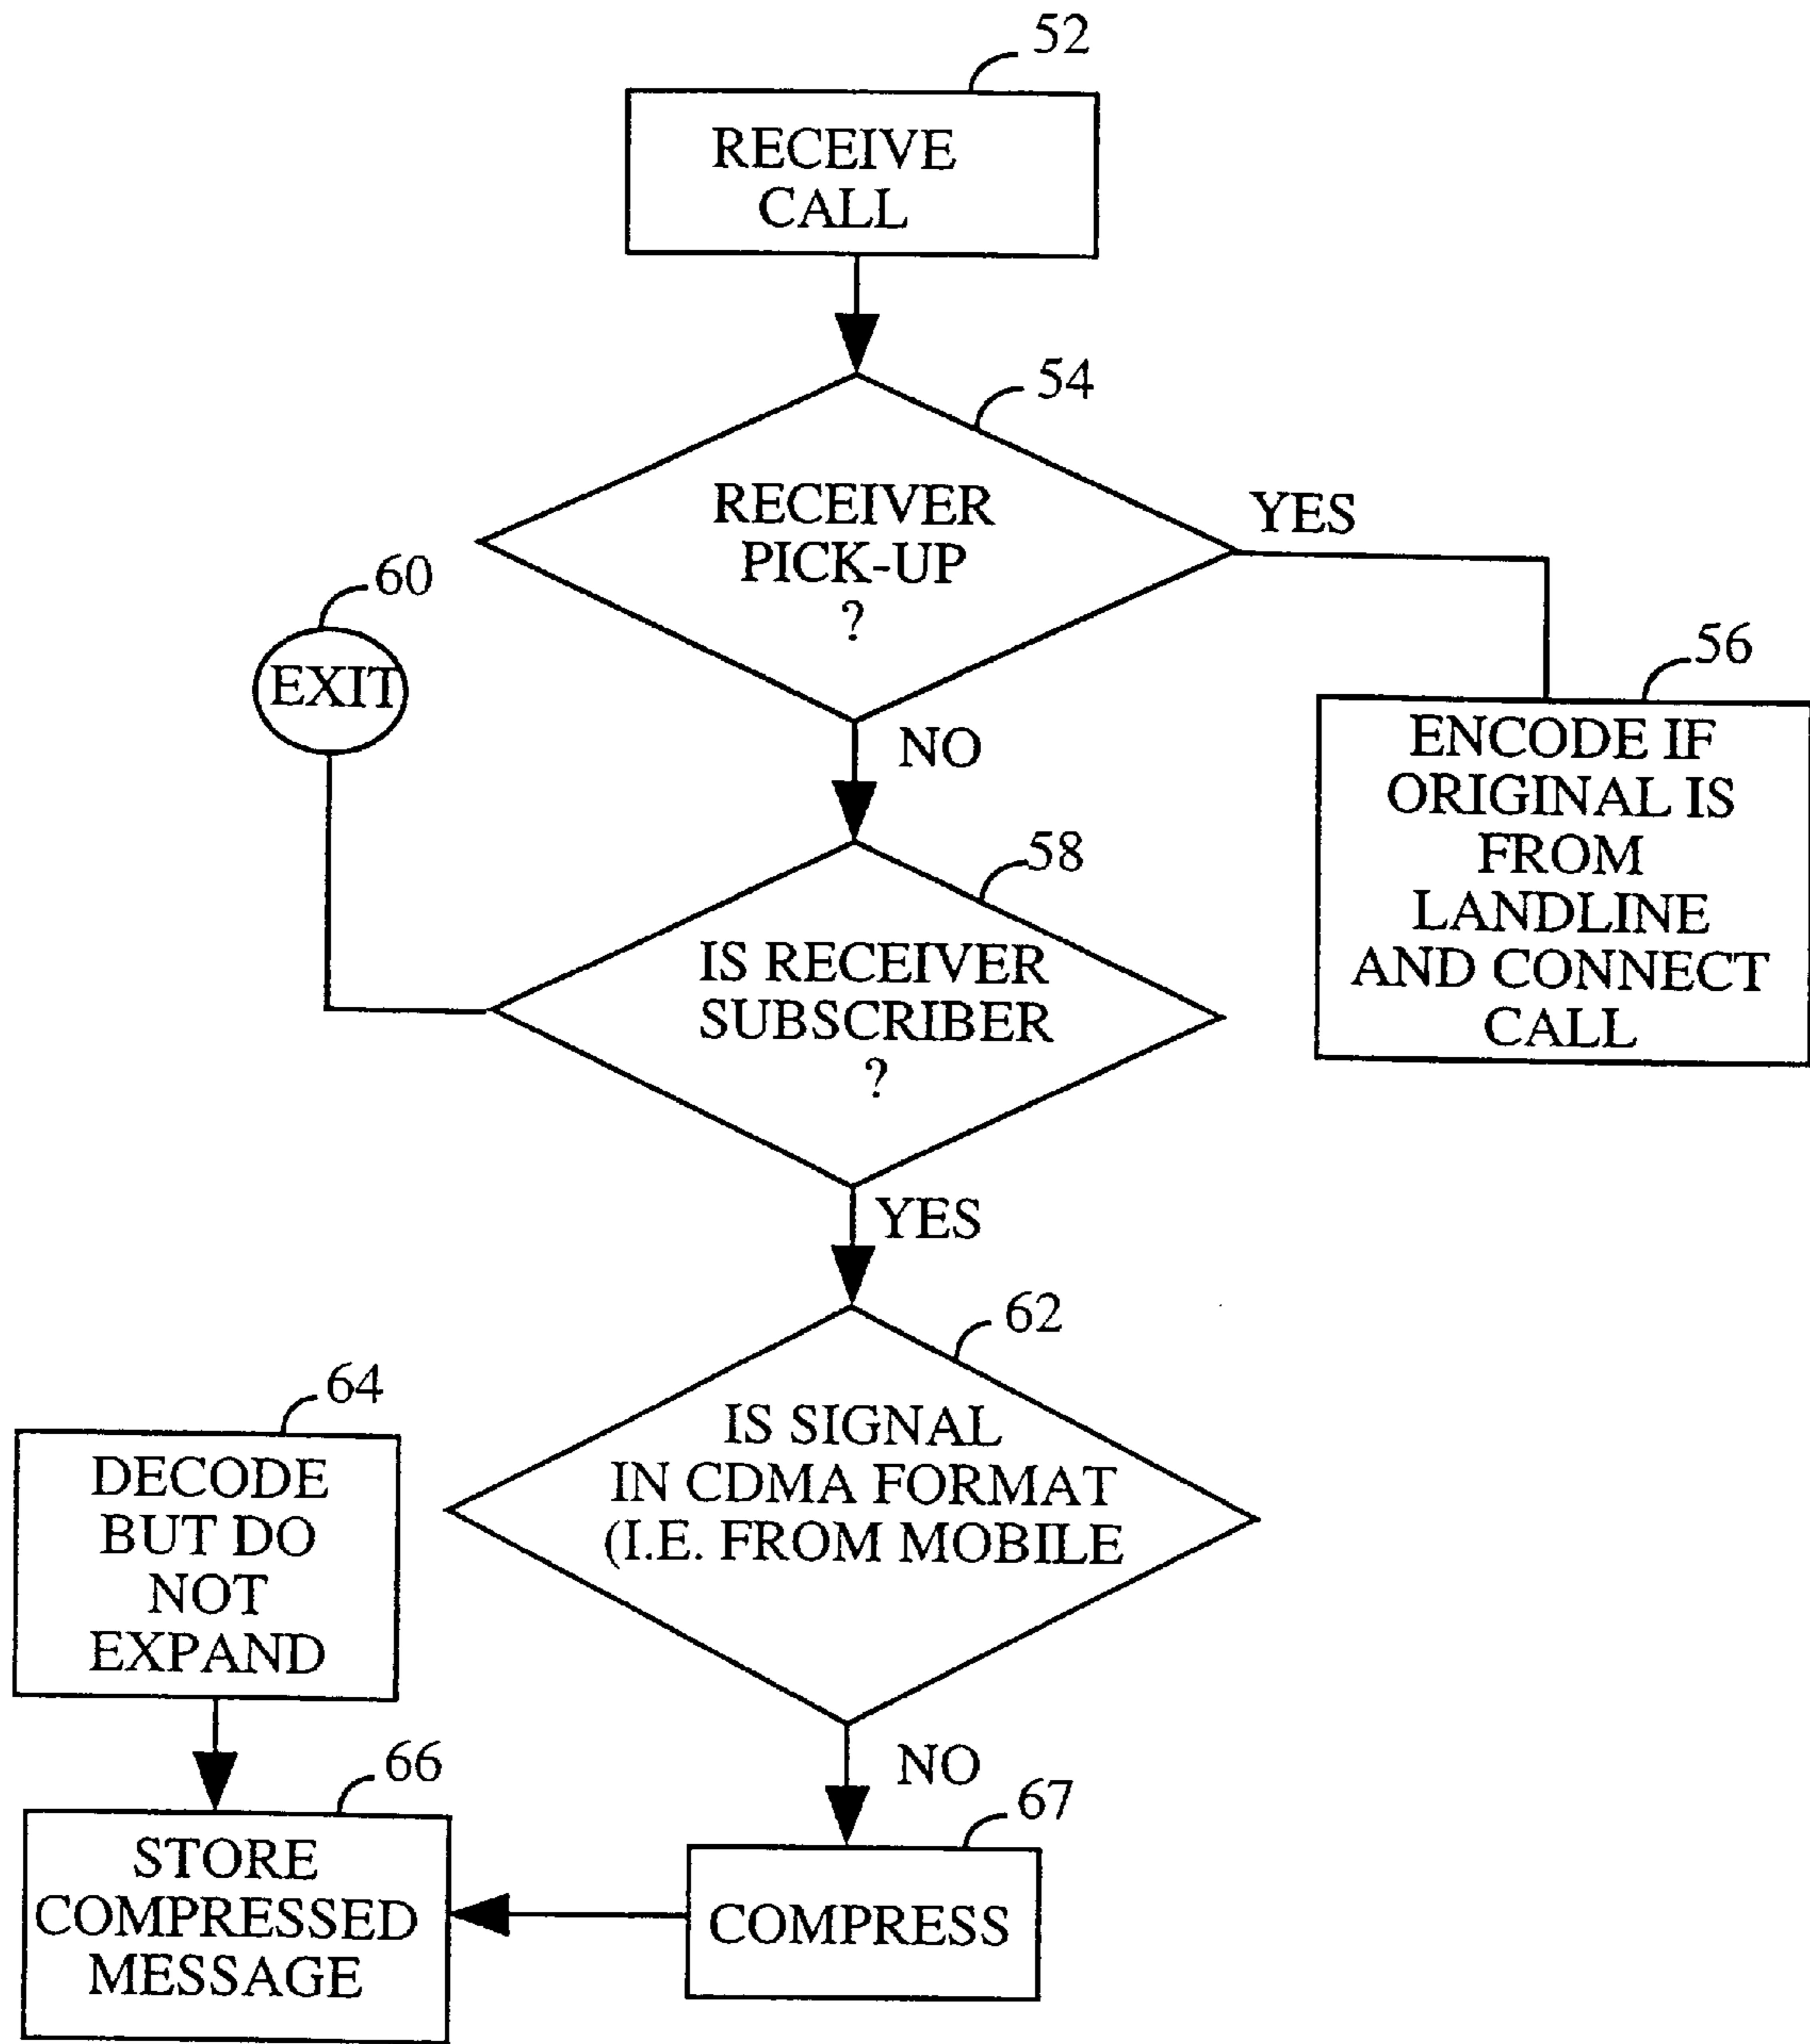 52
RECEIVE
CALL
54
RECEIVER
PICK-UP
?
YES
60
EXIT
56
ENCODE IF
ORIGINAL IS
FROM
LANDLINE
AND CONNECT
CALL
NO
58
IS RECEIVER
SUBSCRIBER
?
YES
62
IS SIGNAL
IN CDMA FORMAT
(I.E. FROM MOBILE
64
DECODE
BUT DO
NOT
EXPAND
NO
66
STORE
COMPRESSED
MESSAGE
67
COMPRESS